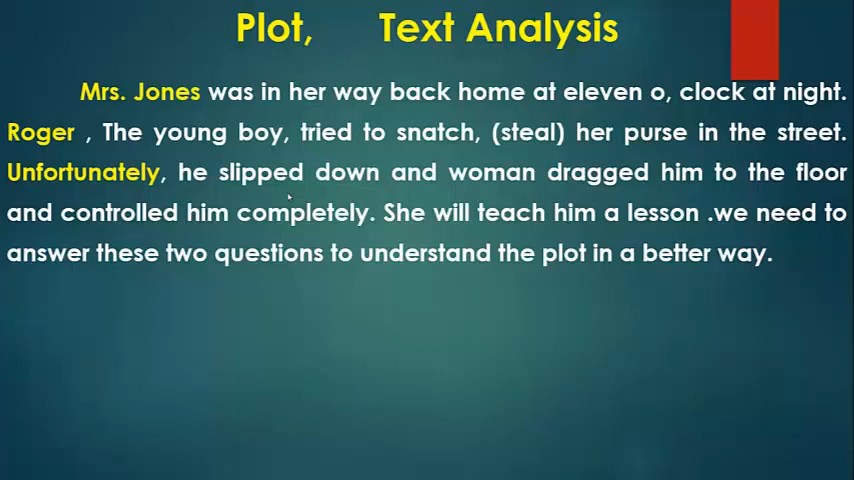 Plot, Text Analysis
Mrs. Jones was in her way back home at eleven o, clock at night.
Roger , The young boy, tried to snatch, (steal) her purse in the street.
Unfortunately, he slipped down and woman dragged him to the floor
and controlled him completely. She will teach him a lesson .we need to
answer these two questions to understand the plot in a better way.